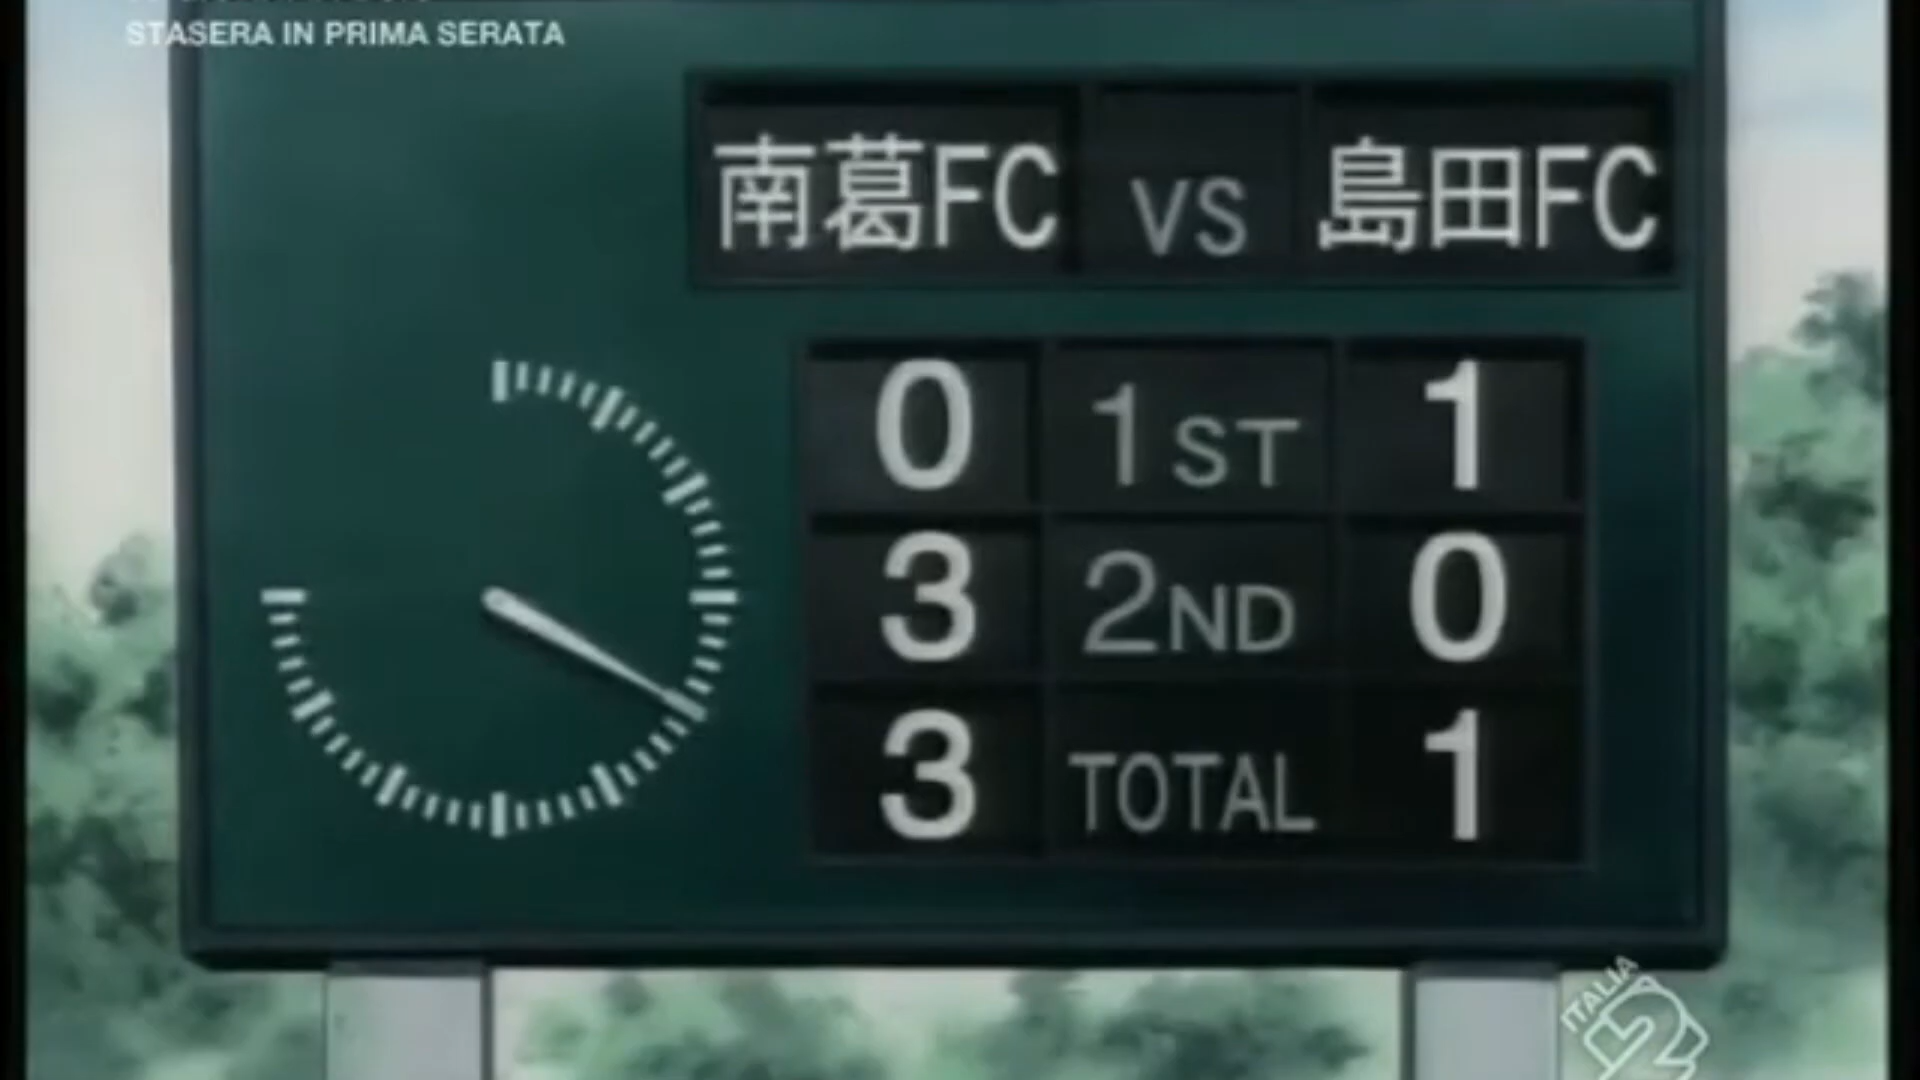 STASERA IN PRIMA SERATA
南葛FC VS 島田FC
0 1ST 1
3 2ND 0
3 TOTAL 1
ITALIA 2